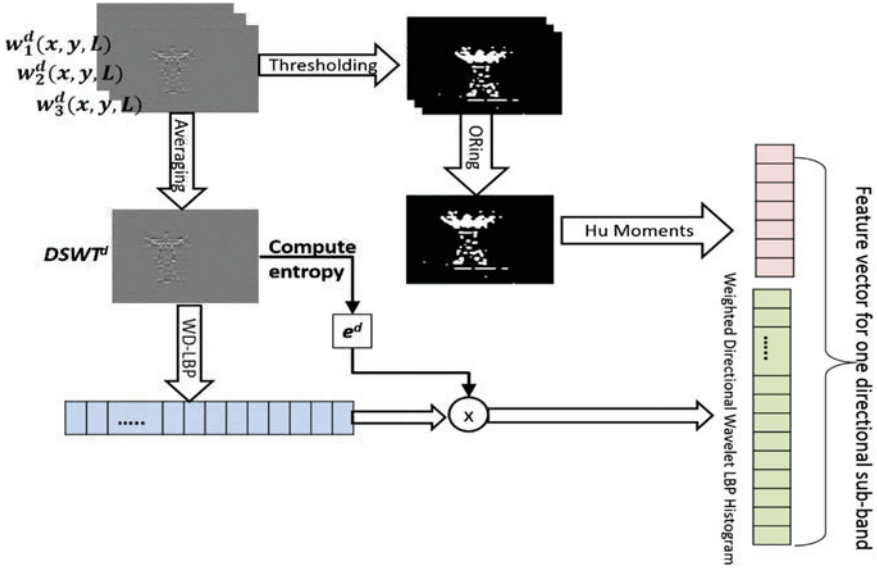 w₁ᵈ(x, y, L)
w₂ᵈ(x, y, L)
w₃ᵈ(x, y, L)
Thresholding
Averaging
ORing
DSWTᵈ
Compute
entropy
Hu Moments
eᵈ
WD-LBP
.....
x
.....
Weighted Directional Wavelet LBP Histogram
Feature vector for one directional sub-band